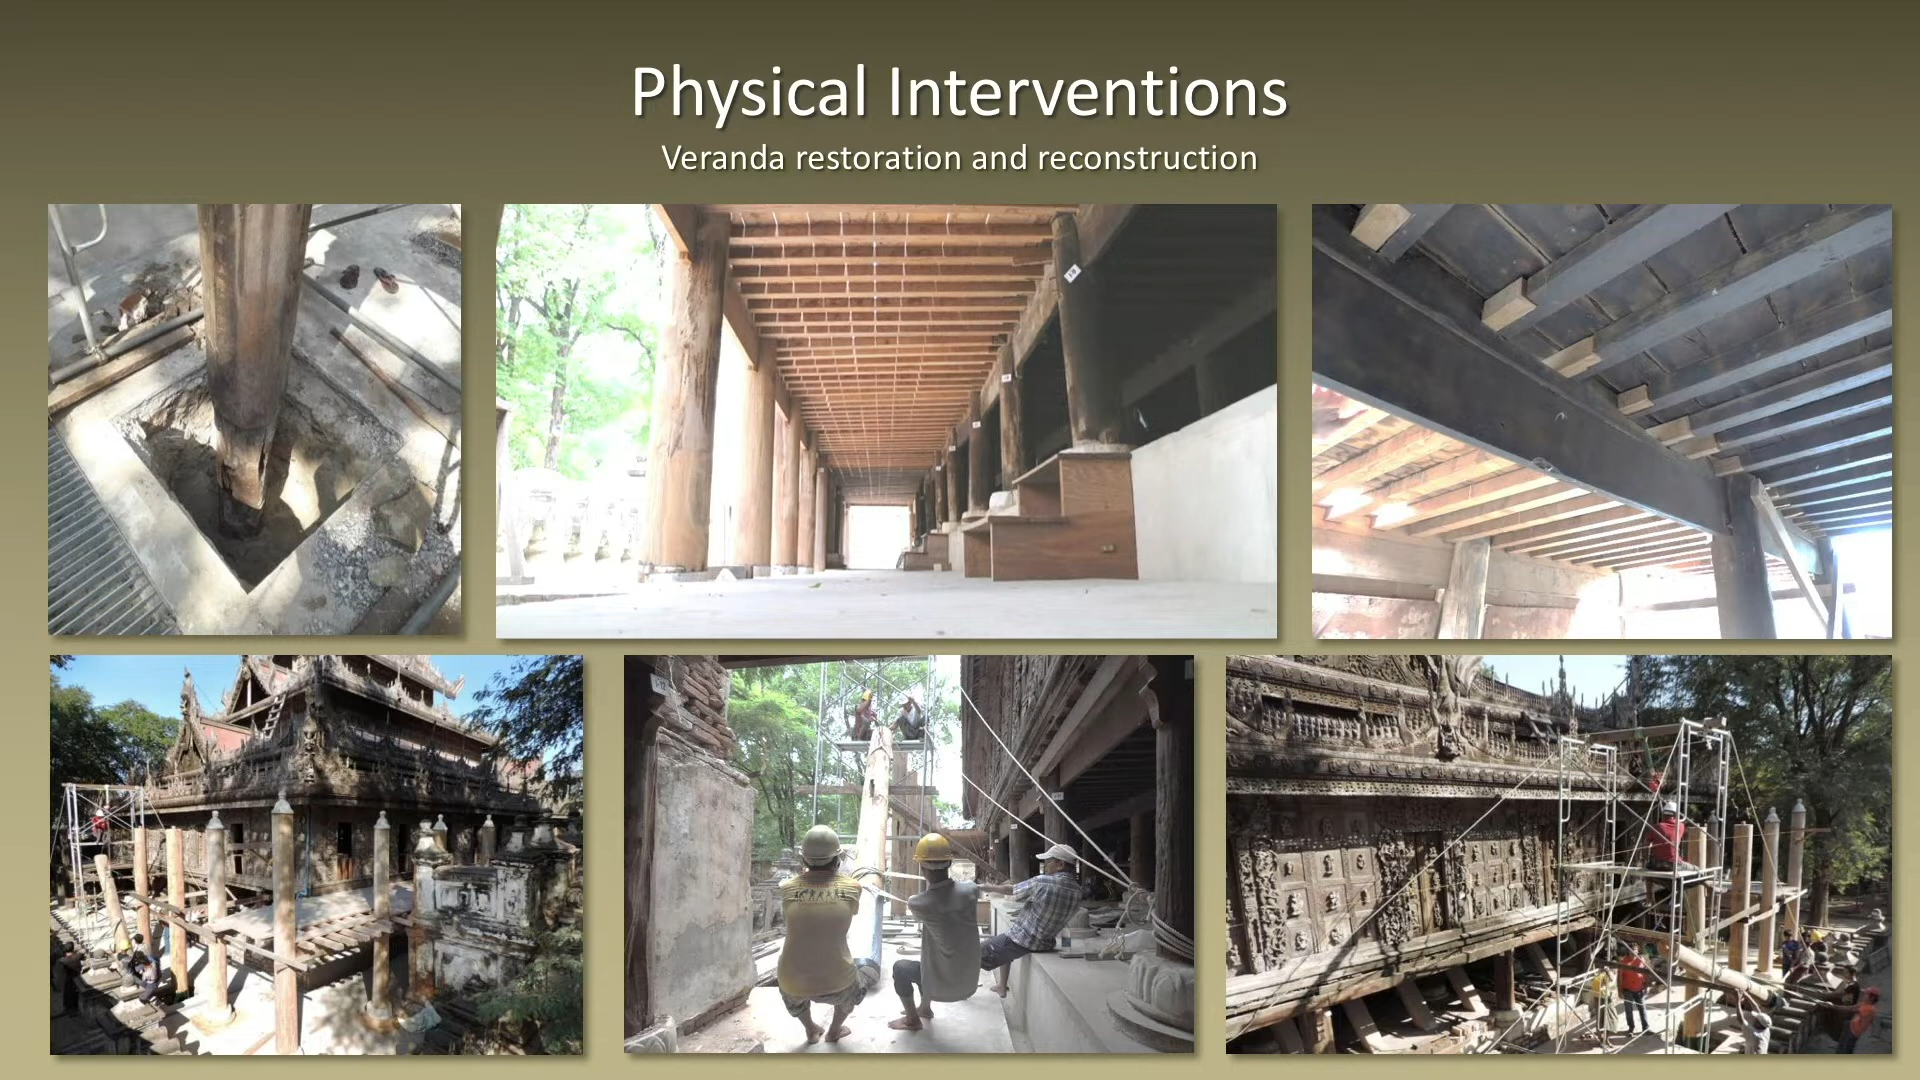 Physical Interventions
Veranda restoration and reconstruction